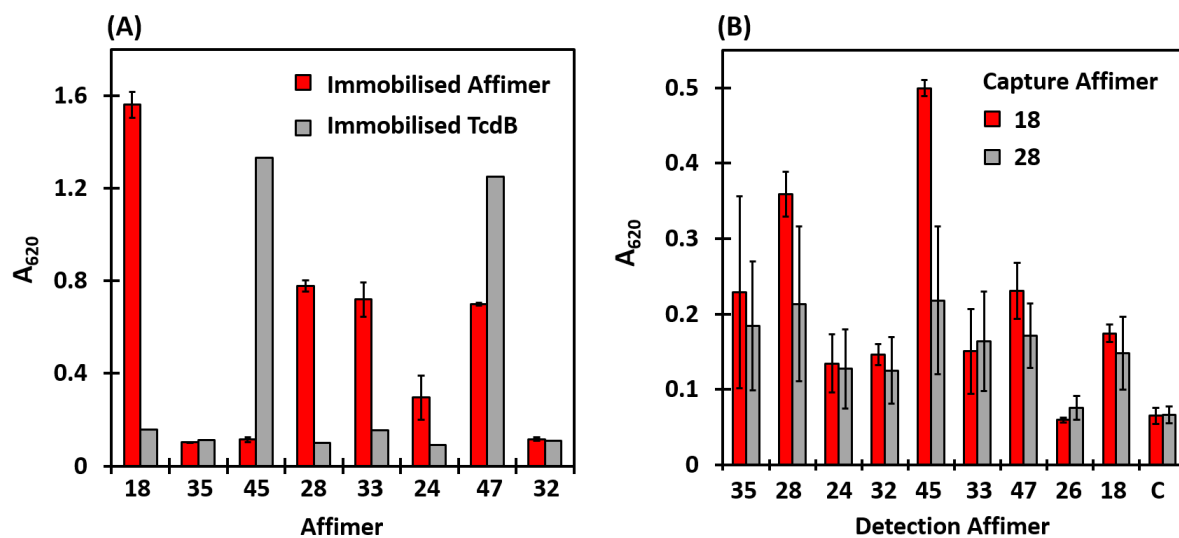 (A)
Immobilised Affimer
Immobilised TcdB
A620
1.6
1.2
0.8
0.4
0
18 35 45 28 33 24 47 32
Affimer
(B)
Capture Affimer
18
28
A620
0.5
0.4
0.3
0.2
0.1
0
35 28 24 32 45 33 47 26 18 C
Detection Affimer